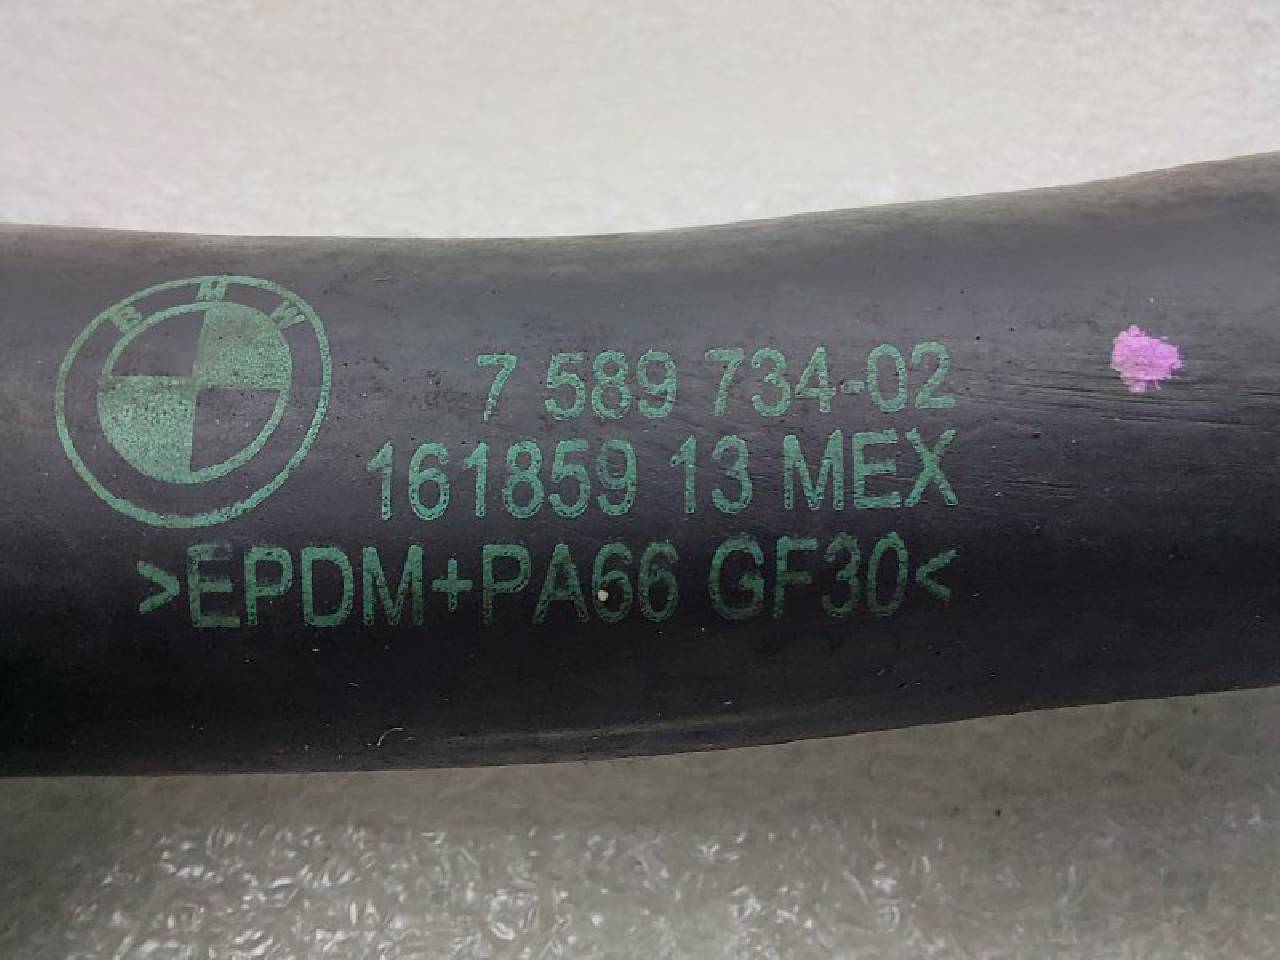 BMW
7 589 734-02
161859 13 MEX
>EPDM+PA66 GF30<